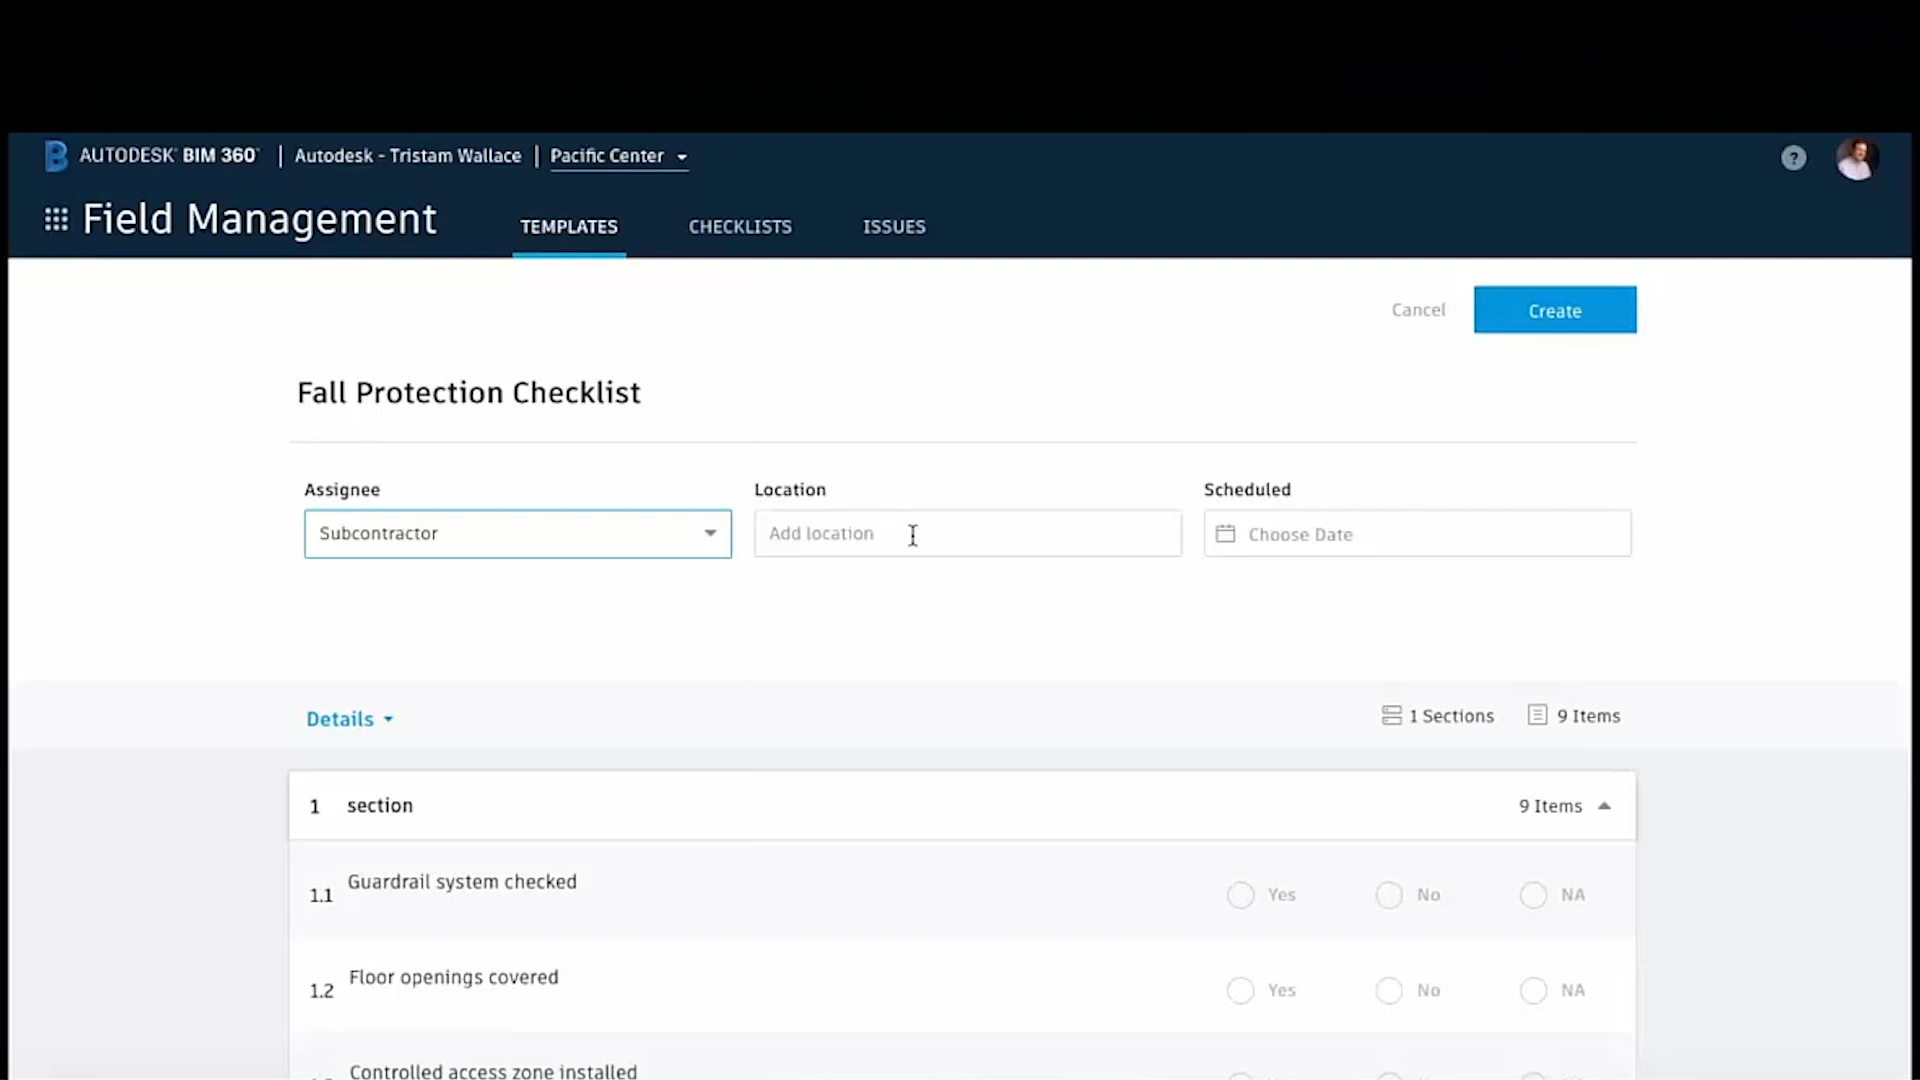 AUTODESK® BIM 360® | Autodesk - Tristam Wallace | Pacific Center
?
Field Management
TEMPLATES
CHECKLISTS
ISSUES
Cancel
Create
Fall Protection Checklist
Assignee
Location
Scheduled
Subcontractor
Add location
Choose Date
Details
1 Sections
9 Items
1 section
9 Items
1.1 Guardrail system checked
Yes
No
NA
1.2 Floor openings covered
Yes
No
NA
Controlled access zone installed